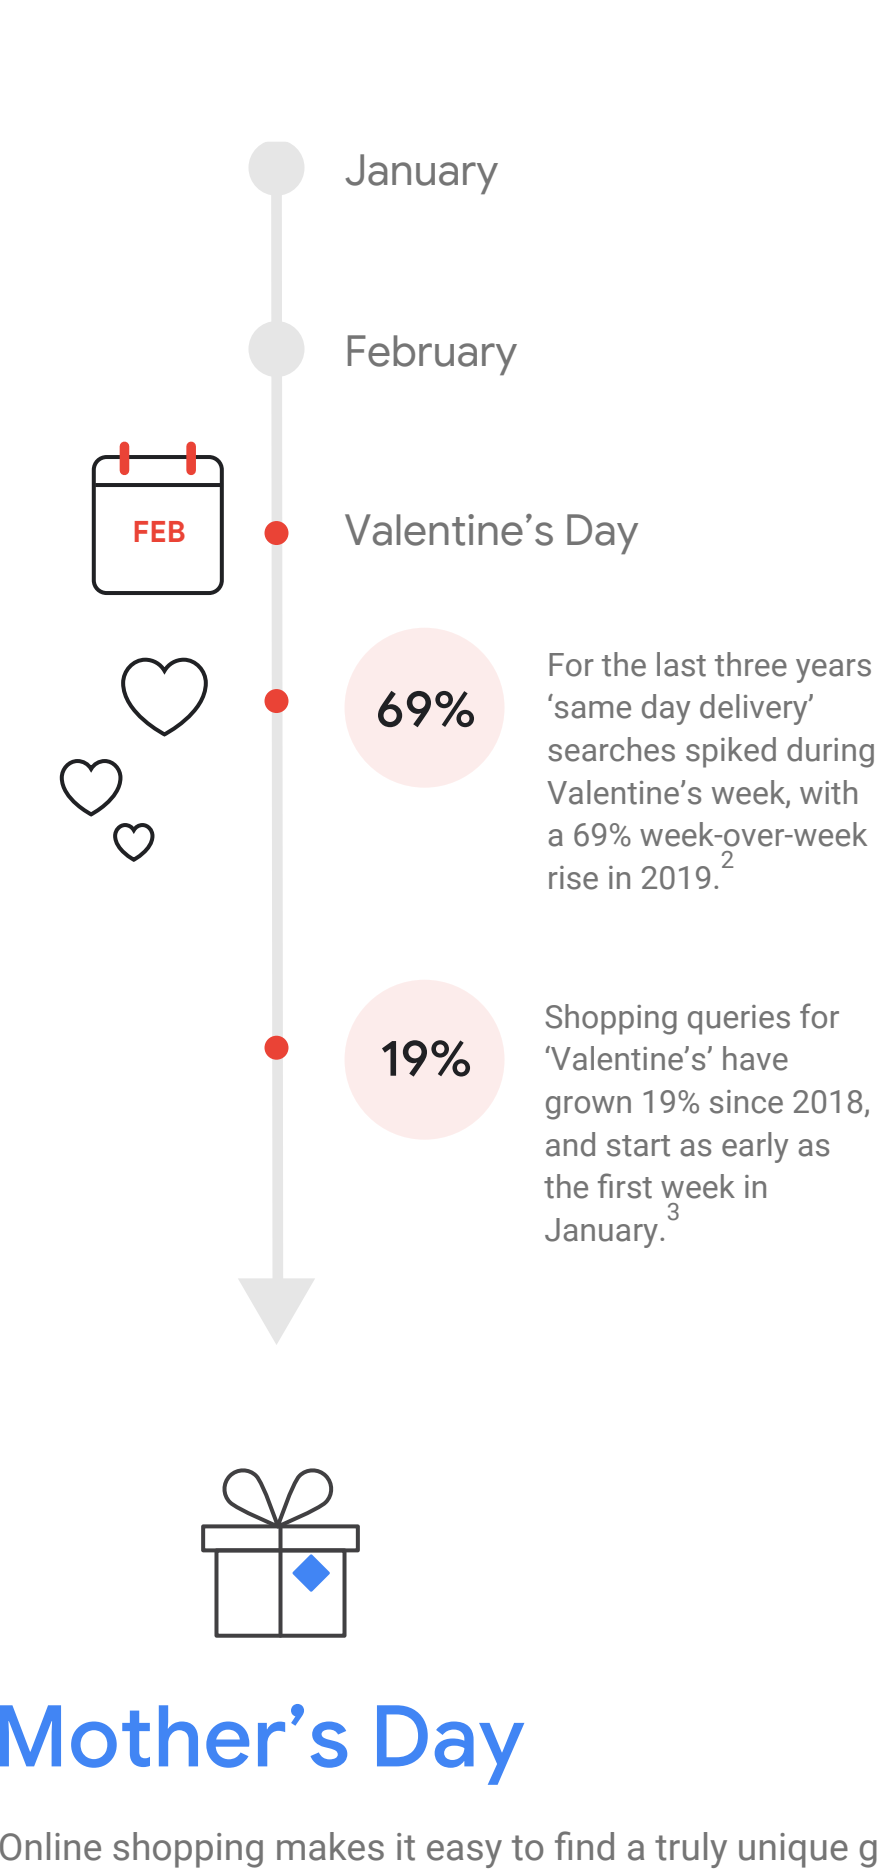 January
February
FEB
Valentine’s Day
69%
For the last three years
‘same day delivery’
searches spiked during
Valentine’s week, with
a 69% week-over-week
rise in 2019.2
19%
Shopping queries for
‘Valentine’s’ have
grown 19% since 2018,
and start as early as
the first week in
January.3
Mother’s Day
Online shopping makes it easy to find a truly unique